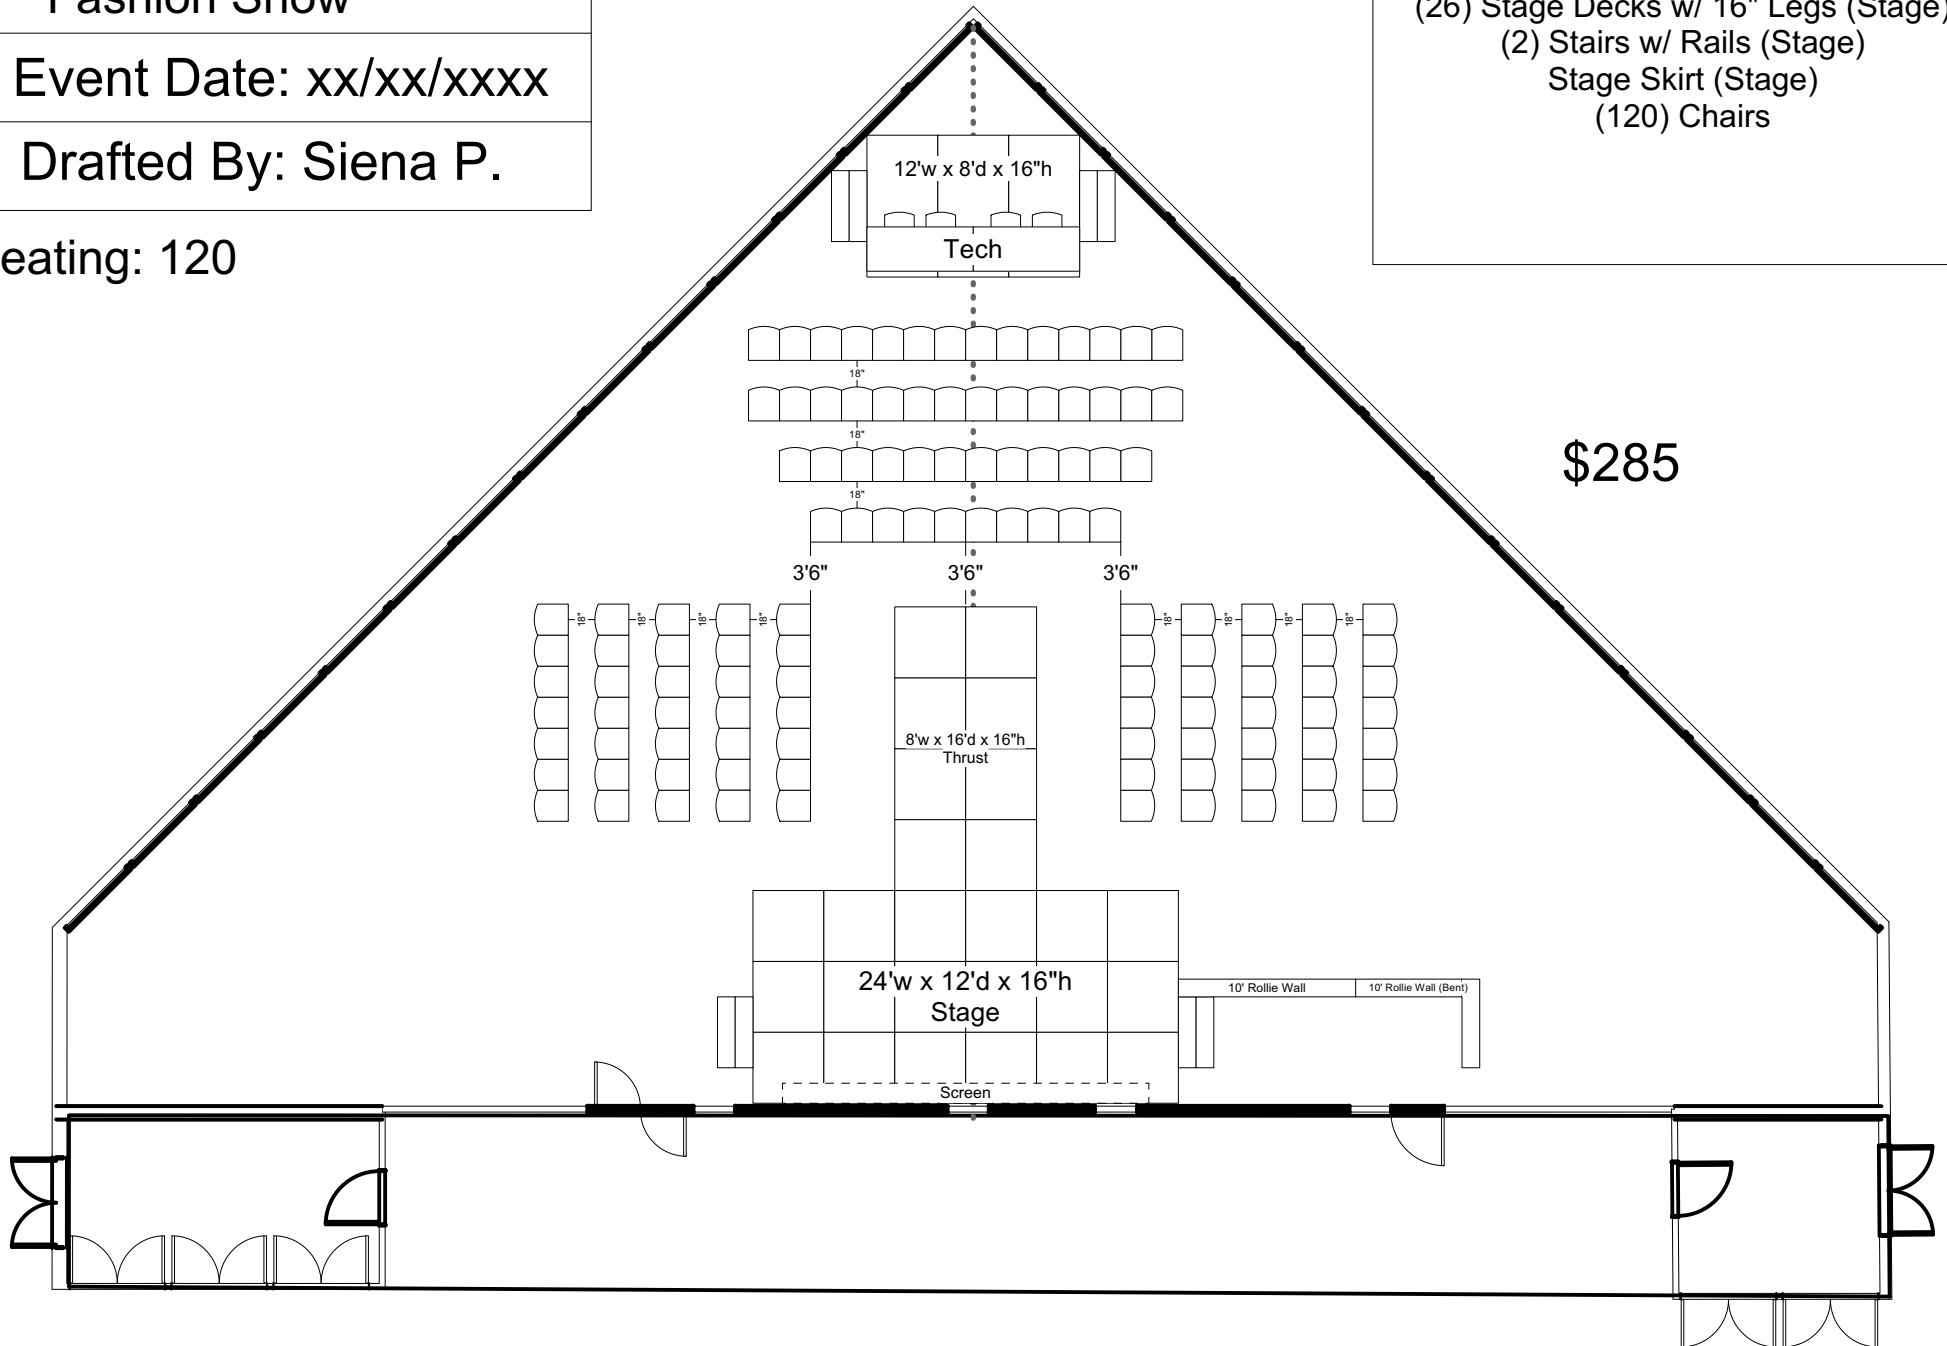 Fashion Show
Event Date: xx/xx/xxxx
Drafted By: Siena P.
eating: 120
(26) Stage Decks w/ 16" Legs (Stage)
(2) Stairs w/ Rails (Stage)
Stage Skirt (Stage)
(120) Chairs
$285
12'w x 8'd x 16"h
Tech
18"
18"
18"
3'6"
3'6"
3'6"
18"
18"
18"
18"
18"
18"
18"
18"
8'w x 16'd x 16"h
Thrust
24'w x 12'd x 16"h
Stage
10' Rollie Wall
10' Rollie Wall (Bent)
Screen